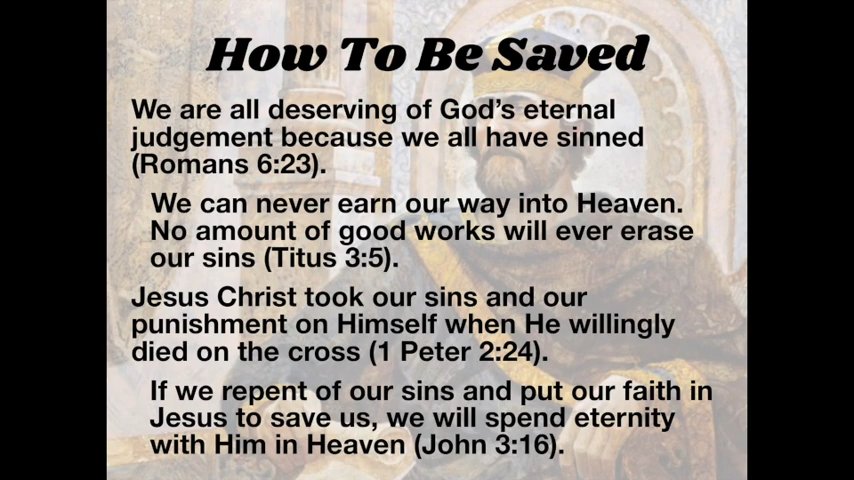 How To Be Saved
We are all deserving of God's eternal
judgement because we all have sinned
(Romans 6:23).
We can never earn our way into Heaven.
No amount of good works will ever erase
our sins (Titus 3:5).
Jesus Christ took our sins and our
punishment on Himself when He willingly
died on the cross (1 Peter 2:24).
If we repent of our sins and put our faith in
Jesus to save us, we will spend eternity
with Him in Heaven (John 3:16).